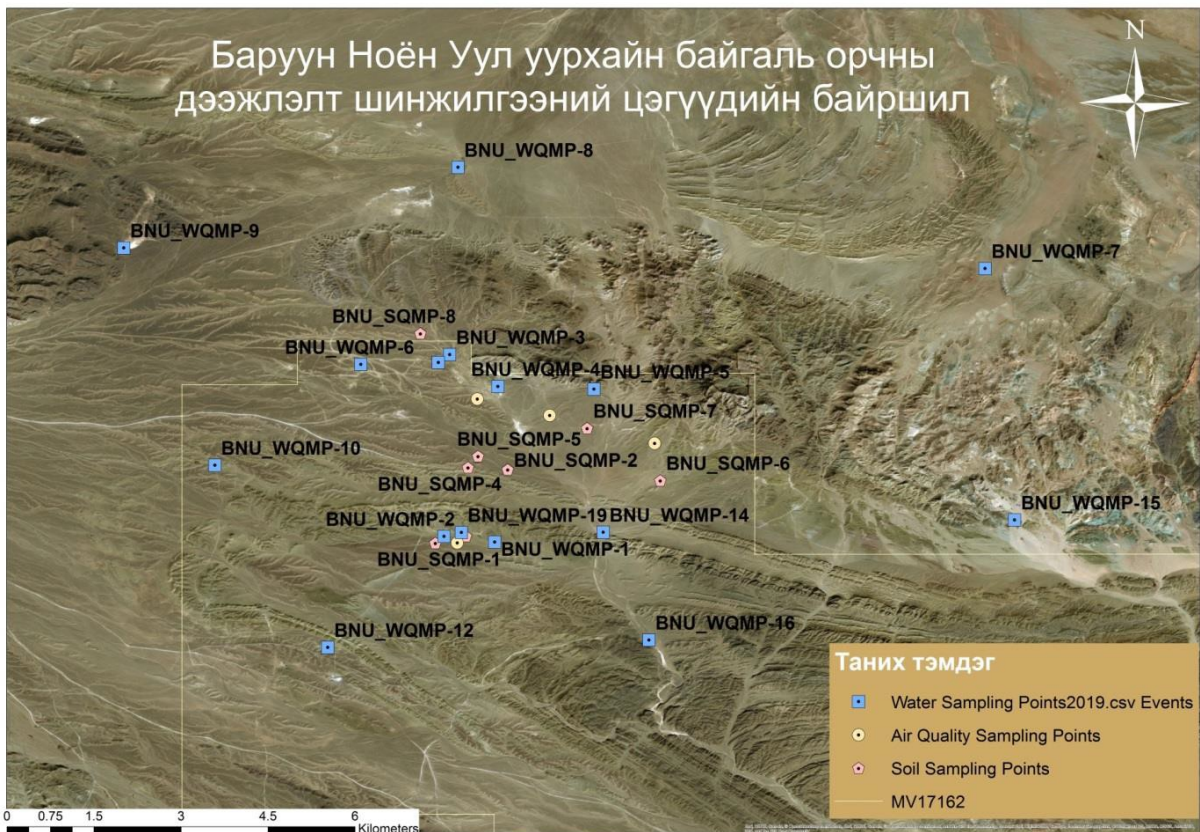 Баруун Ноён Уул уурхайн байгаль орчны
дээжлэлт шинжилгээний цэгүүдийн байршил
N
BNU_WQMP-8
BNU_WQMP-9
BNU_WQMP-7
BNU_SQMP-8
BNU_WQMP-3
BNU_WQMP-6
BNU_WQMP-4
BNU_WQMP-5
BNU_SQMP-7
BNU_SQMP-5
BNU_WQMP-10
BNU_SQMP-2
BNU_SQMP-6
BNU_SQMP-4
BNU_WQMP-15
BNU_WQMP-2
BNU_WQMP-19
BNU_WQMP-14
BNU_WQMP-1
BNU_SQMP-1
BNU_WQMP-12
BNU_WQMP-16
Таних тэмдэг
Water Sampling Points2019.csv Events
Air Quality Sampling Points
Soil Sampling Points
MV17162
0 0.75 1.5 3 4.5 6
Kilometers